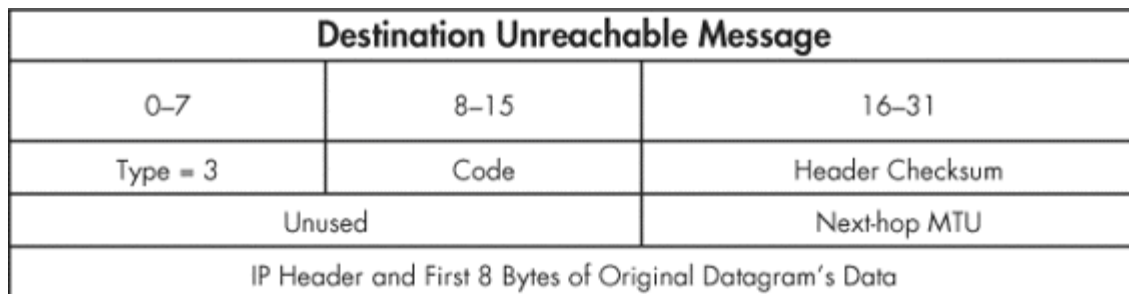 Destination Unreachable Message
0–7 8–15 16–31
Type = 3 Code Header Checksum
Unused Next-hop MTU
IP Header and First 8 Bytes of Original Datagram's Data